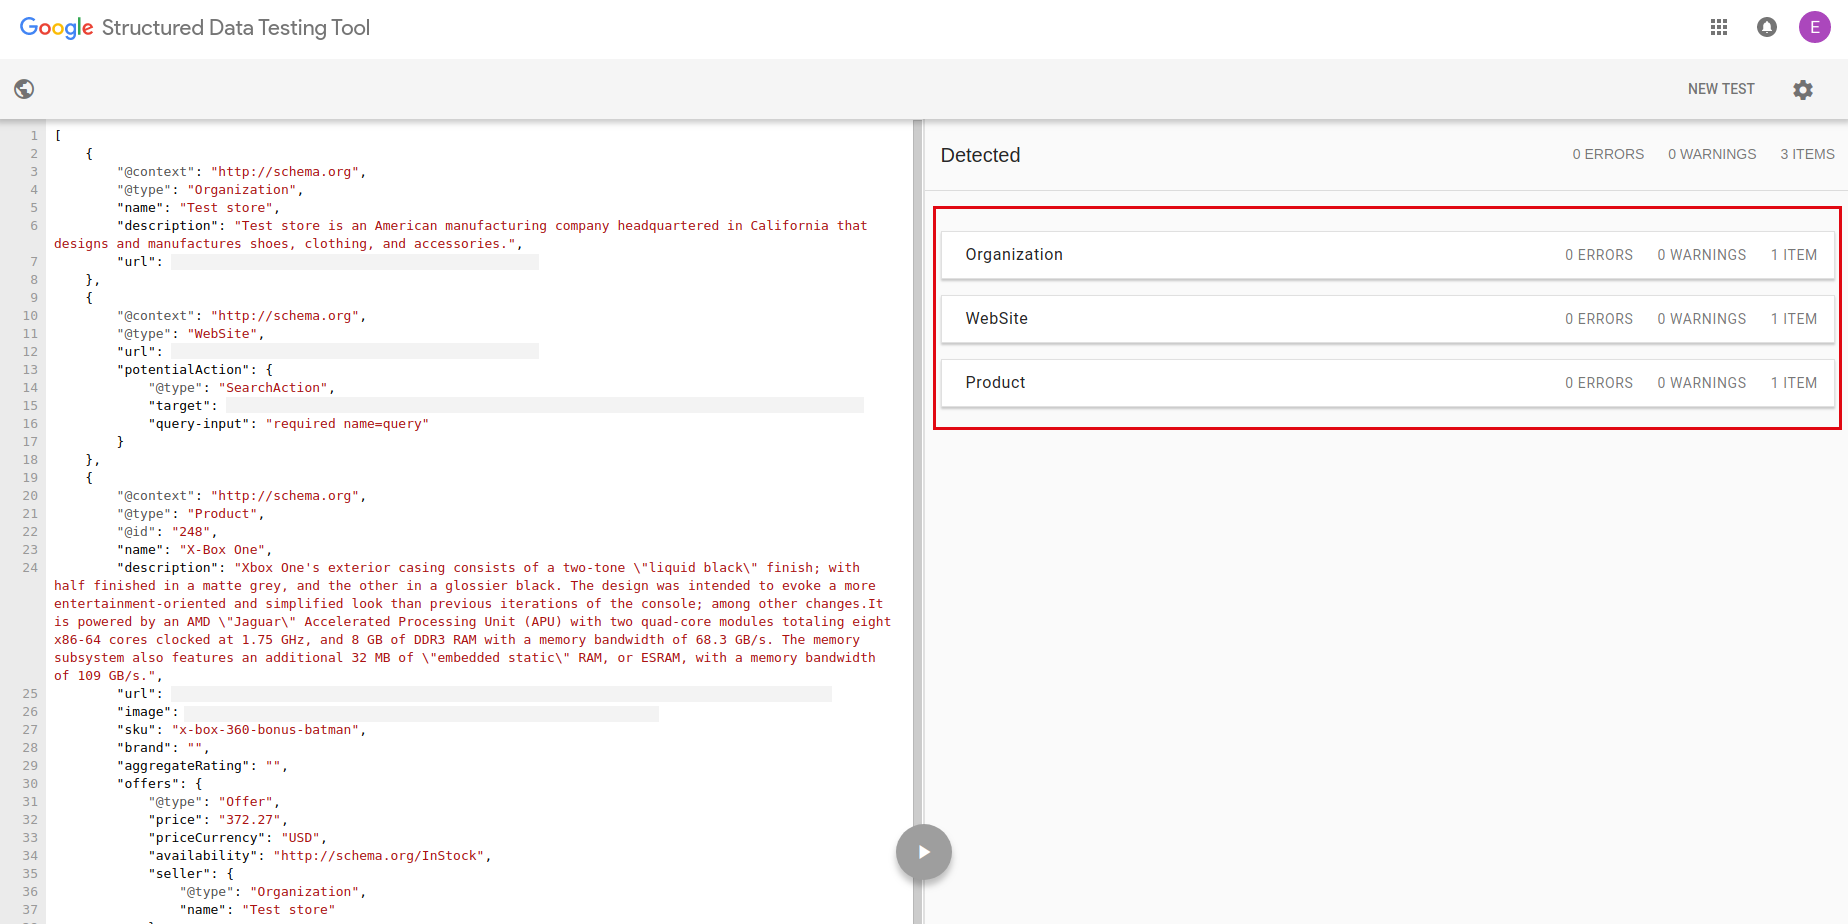 Google Structured Data Testing Tool
E
NEW TEST
1 [
2 {
3 "@context": "http://schema.org",
4 "@type": "Organization",
5 "name": "Test store",
6 "description": "Test store is an American manufacturing company headquartered in California that
designs and manufactures shoes, clothing, and accessories.",
7 "url":
8 },
9 {
10 "@context": "http://schema.org",
11 "@type": "WebSite",
12 "url":
13 "potentialAction": {
14 "@type": "SearchAction",
15 "target":
16 "query-input": "required name=query"
17 }
18 },
19 {
20 "@context": "http://schema.org",
21 "@type": "Product",
22 "@id": "248",
23 "name": "X-Box One",
24 "description": "Xbox One's exterior casing consists of a two-tone \"liquid black\" finish; with
half finished in a matte grey, and the other in a glossier black. The design was intended to evoke a more
entertainment-oriented and simplified look than previous iterations of the console; among other changes.It
is powered by an AMD \"Jaguar\" Accelerated Processing Unit (APU) with two quad-core modules totaling eight
x86-64 cores clocked at 1.75 GHz, and 8 GB of DDR3 RAM with a memory bandwidth of 68.3 GB/s. The memory
subsystem also features an additional 32 MB of \"embedded static\" RAM, or ESRAM, with a memory bandwidth
of 109 GB/s.",
25 "url":
26 "image":
27 "sku": "x-box-360-bonus-batman",
28 "brand": "",
29 "aggregateRating": "",
30 "offers": {
31 "@type": "Offer",
32 "price": "372.27",
33 "priceCurrency": "USD",
34 "availability": "http://schema.org/InStock",
35 "seller": {
36 "@type": "Organization",
37 "name": "Test store"
Detected 0 ERRORS 0 WARNINGS 3 ITEMS
Organization 0 ERRORS 0 WARNINGS 1 ITEM
WebSite 0 ERRORS 0 WARNINGS 1 ITEM
Product 0 ERRORS 0 WARNINGS 1 ITEM